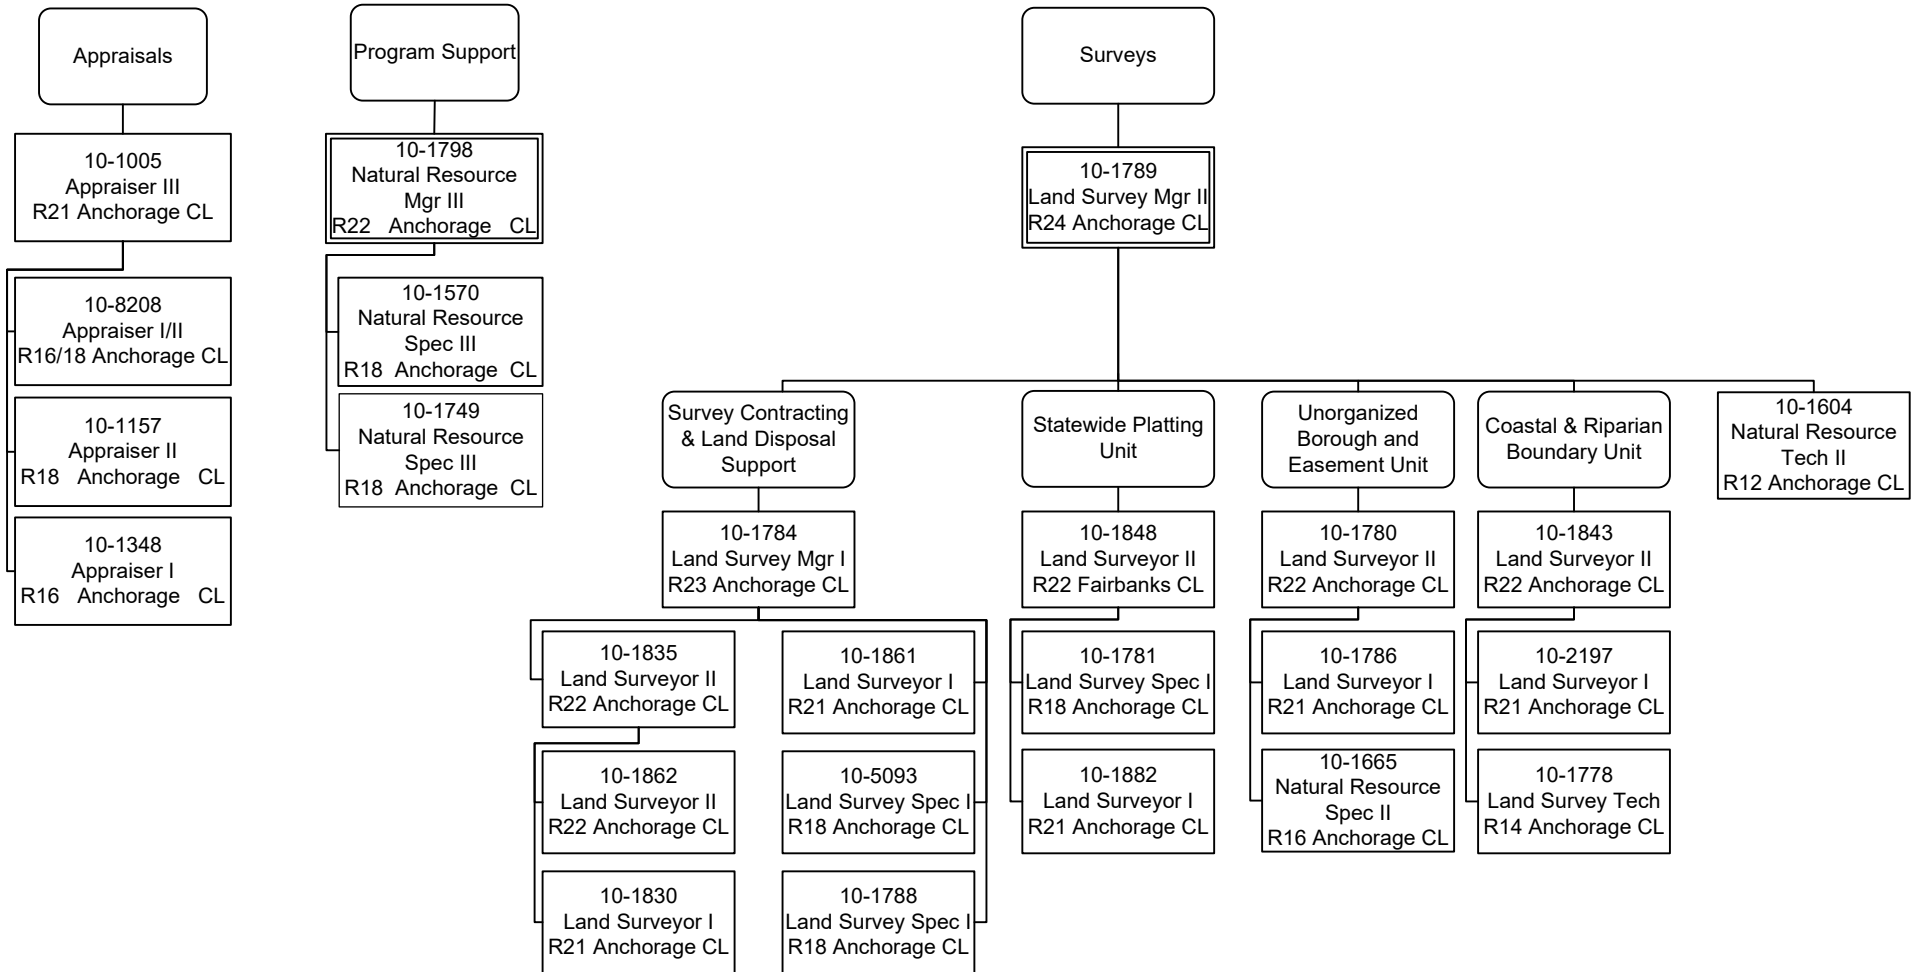 Appraisals
10-1005
Appraiser III
R21 Anchorage CL
10-8208
Appraiser I/II
R16/18 Anchorage CL
10-1157
Appraiser II
R18 Anchorage CL
10-1348
Appraiser I
R16 Anchorage CL
Program Support
10-1798
Natural Resource
Mgr III
R22 Anchorage CL
10-1570
Natural Resource
Spec III
R18 Anchorage CL
10-1749
Natural Resource
Spec III
R18 Anchorage CL
Surveys
10-1789
Land Survey Mgr II
R24 Anchorage CL
Survey Contracting
& Land Disposal
Support
10-1784
Land Survey Mgr I
R23 Anchorage CL
10-1835
Land Surveyor II
R22 Anchorage CL
10-1862
Land Surveyor II
R22 Anchorage CL
10-1830
Land Surveyor I
R21 Anchorage CL
10-1861
Land Surveyor I
R21 Anchorage CL
10-5093
Land Survey Spec I
R18 Anchorage CL
10-1788
Land Survey Spec I
R18 Anchorage CL
Statewide Platting
Unit
10-1848
Land Surveyor II
R22 Fairbanks CL
10-1781
Land Survey Spec I
R18 Anchorage CL
10-1882
Land Surveyor I
R21 Anchorage CL
Unorganized
Borough and
Easement Unit
10-1780
Land Surveyor II
R22 Anchorage CL
10-1786
Land Surveyor I
R21 Anchorage CL
10-1665
Natural Resource
Spec II
R16 Anchorage CL
Coastal & Riparian
Boundary Unit
10-1843
Land Surveyor II
R22 Anchorage CL
10-2197
Land Surveyor I
R21 Anchorage CL
10-1778
Land Survey Tech
R14 Anchorage CL
10-1604
Natural Resource
Tech II
R12 Anchorage CL